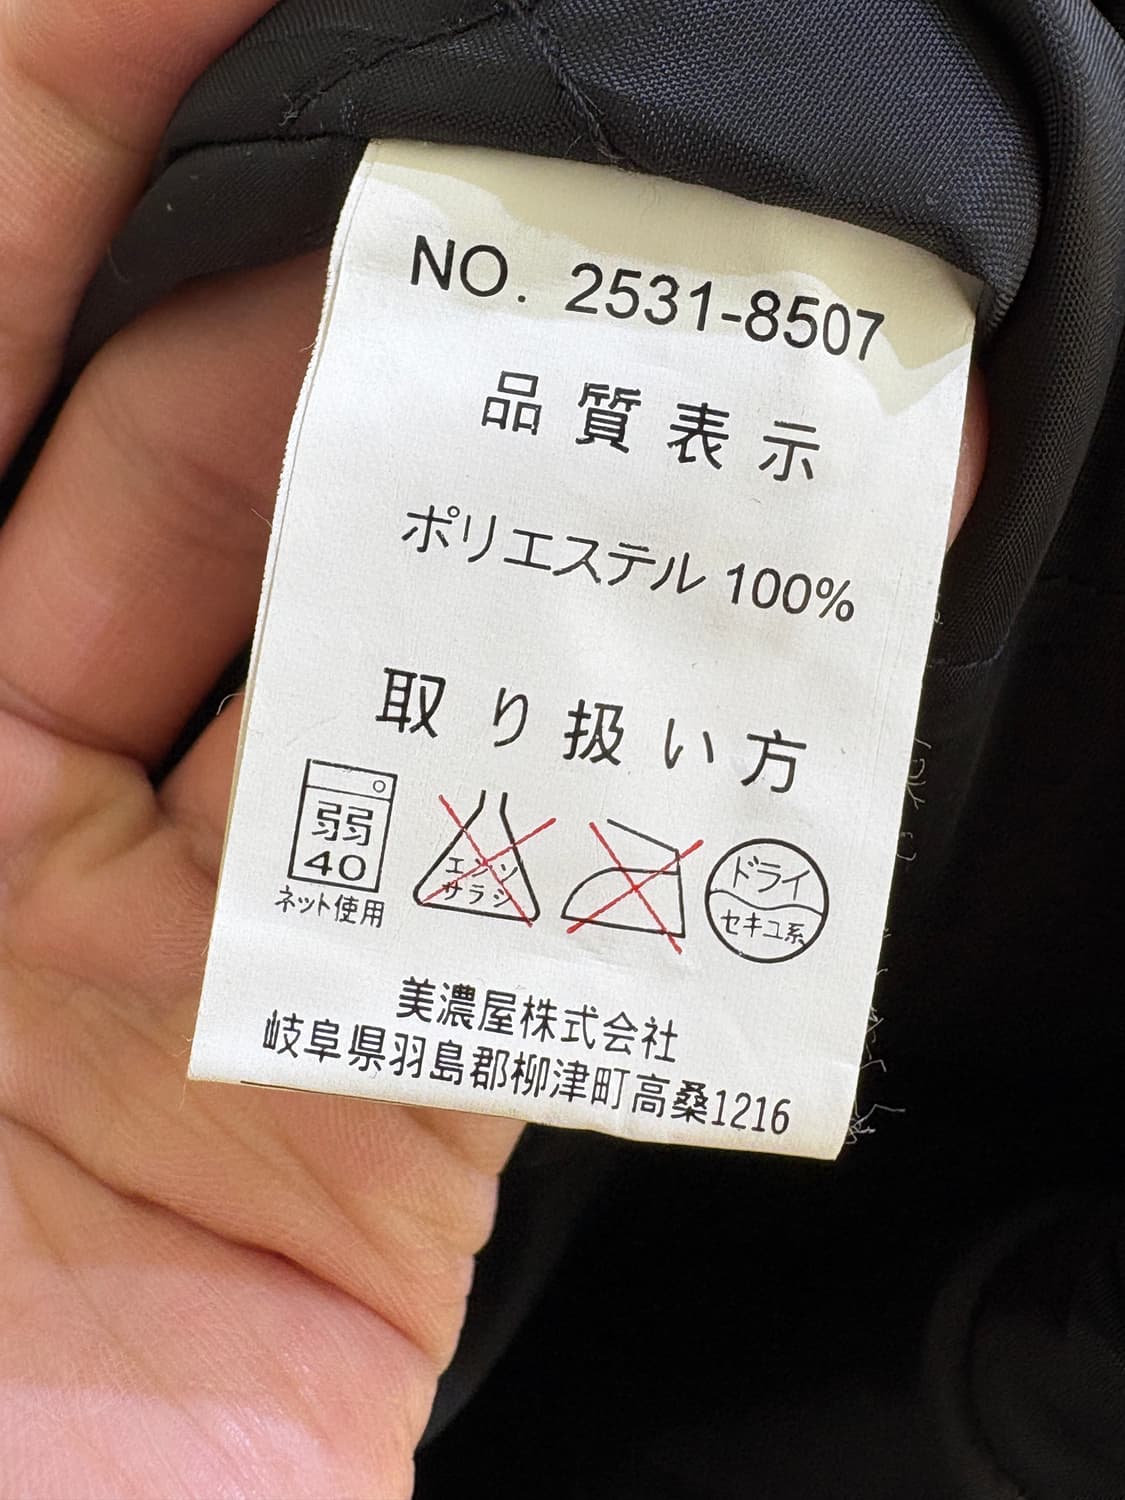 NO. 2531-8507
品質表示
ポリエステル 100%
取り扱い方
弱
40
ネット使用
エンソ
サラシ
ドライ
セキユ系
美濃屋株式会社
岐阜県羽島郡柳津町高桑1216